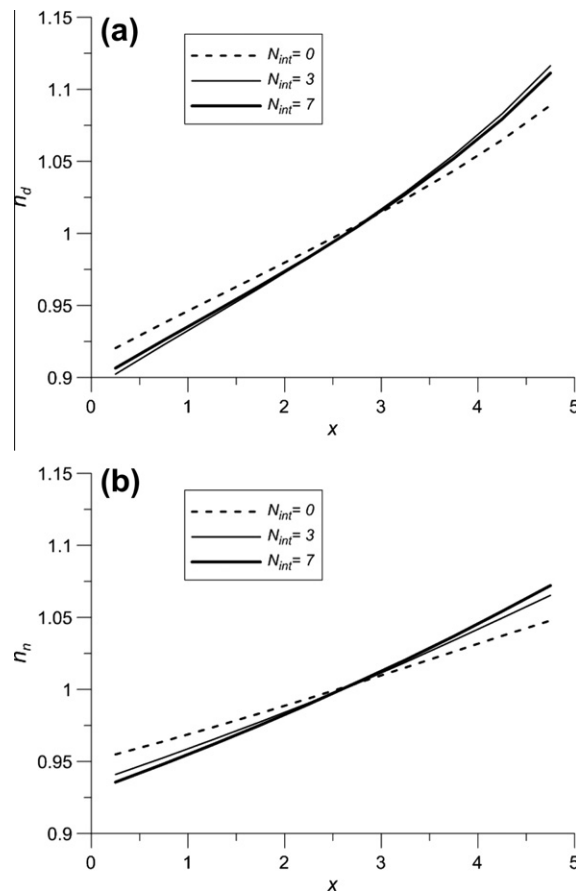 (a)
N_int= 0
N_int= 3
N_int= 7
1.15
1.1
1.05
1
0.95
0.9
n_d
0 1 2 3 4 5
x
(b)
N_int= 0
N_int= 3
N_int= 7
1.15
1.1
1.05
1
0.95
0.9
n_n
0 1 2 3 4 5
x